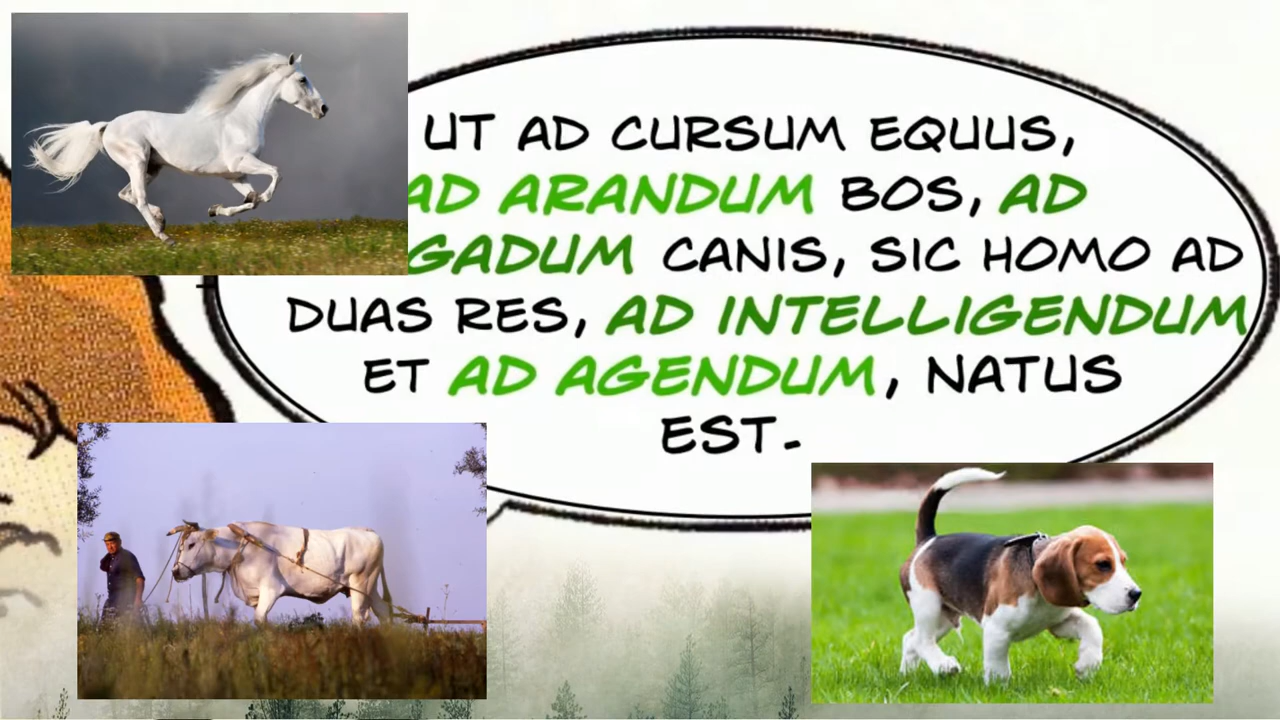 UT AD CURSUM EQUUS,
AD ARANDUM BOS, AD
GADUM CANIS, SIC HOMO AD
DUAS RES, AD INTELLIGENDUM
ET AD AGENDUM, NATUS
EST.